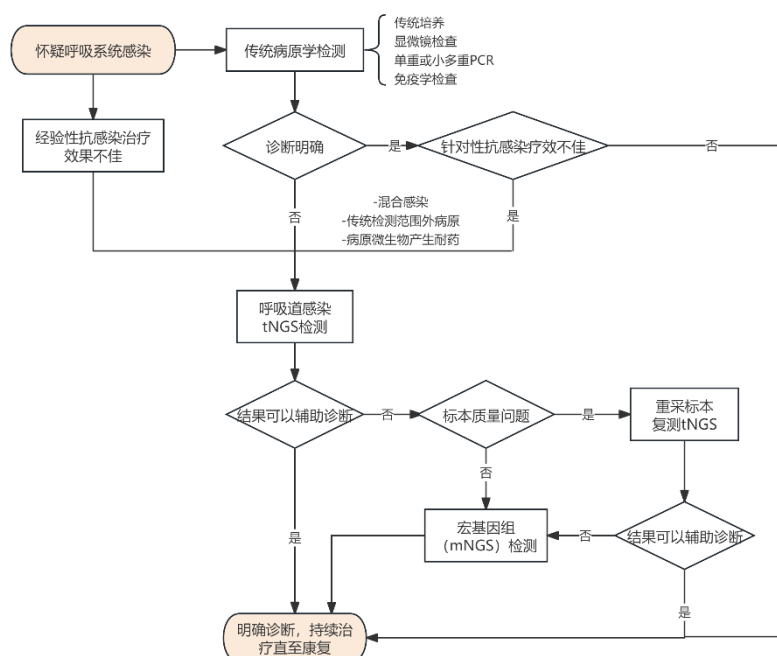 怀疑呼吸系统感染
传统病原学检测
传统培养
显微镜检查
单重或小多重PCR
免疫学检查
经验性抗感染治疗
效果不佳
诊断明确
是
针对性抗感染疗效不佳
否
否
-混合感染
-传统检测范围外病原
-病原微生物产生耐药
是
呼吸道感染
tNGS检测
结果可以辅助诊断
否
标本质量问题
是
重采标本
复测tNGS
否
是
宏基因组
（mNGS）检测
否
结果可以辅助诊断
是
明确诊断，持续治
疗直至康复